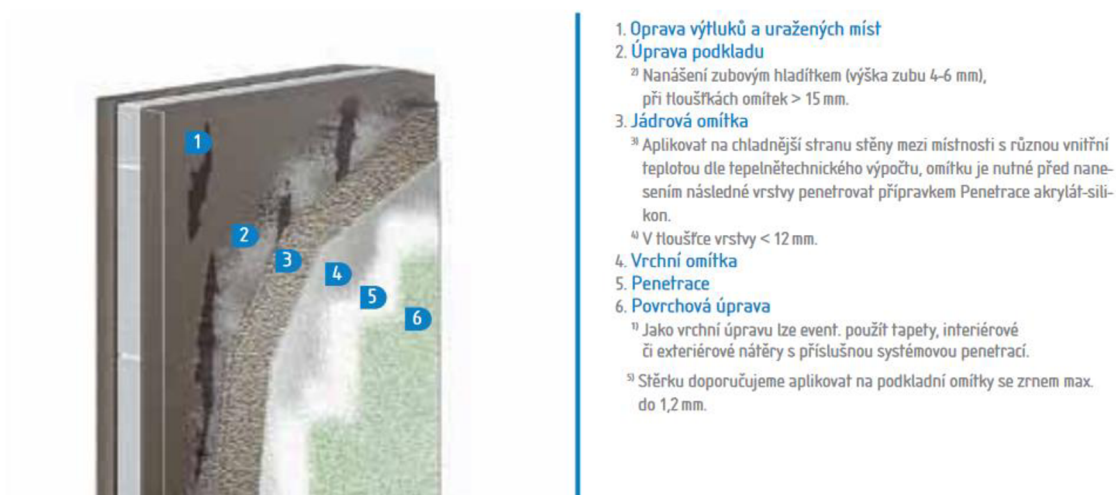 1
2
3
4
5
6
1. Oprava výtluků a uražených míst
2. Úprava podkladu
2) Nanášení zubovým hladítkem (výška zubu 4-6 mm),
při tloušťkách omítek > 15 mm.
3. Jádrová omítka
3) Aplikovat na chladnější stranu stěny mezi místnosti s různou vnitřní
teplotou dle tepelnětechnického výpočtu, omítku je nutné před nane-
sením následné vrstvy penetrovat přípravkem Penetrace akrylát-sili-
kon.
4) V tloušťce vrstvy < 12 mm.
4. Vrchní omítka
5. Penetrace
6. Povrchová úprava
1) Jako vrchní úpravu lze event. použít tapety, interiérové
či exteriérové nátěry s příslušnou systémovou penetrací.
5) Stěrku doporučujeme aplikovat na podkladní omítky se zrnem max.
do 1,2 mm.